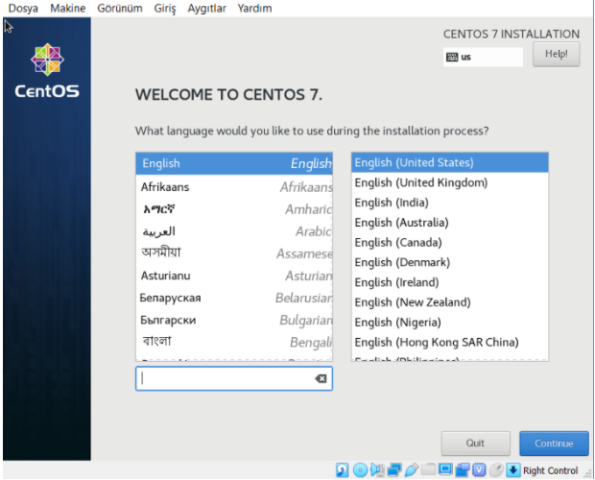 Dosya Makine Görünüm Giriş Aygıtlar Yardım
CentOS
CENTOS 7 INSTALLATION
us
Help!
WELCOME TO CENTOS 7.
What language would you like to use during the installation process?
English English
Afrikaans Afrikaans
አማርኛ Amharic
العربية Arabic
অসমীয়া Assamese
Asturianu Asturian
Беларуская Belarusian
Български Bulgarian
বাংলা Bengali
English (United States)
English (United Kingdom)
English (India)
English (Australia)
English (Canada)
English (Denmark)
English (Ireland)
English (New Zealand)
English (Nigeria)
English (Hong Kong SAR China)
English (Philippines)
Quit
Continue
Right Control